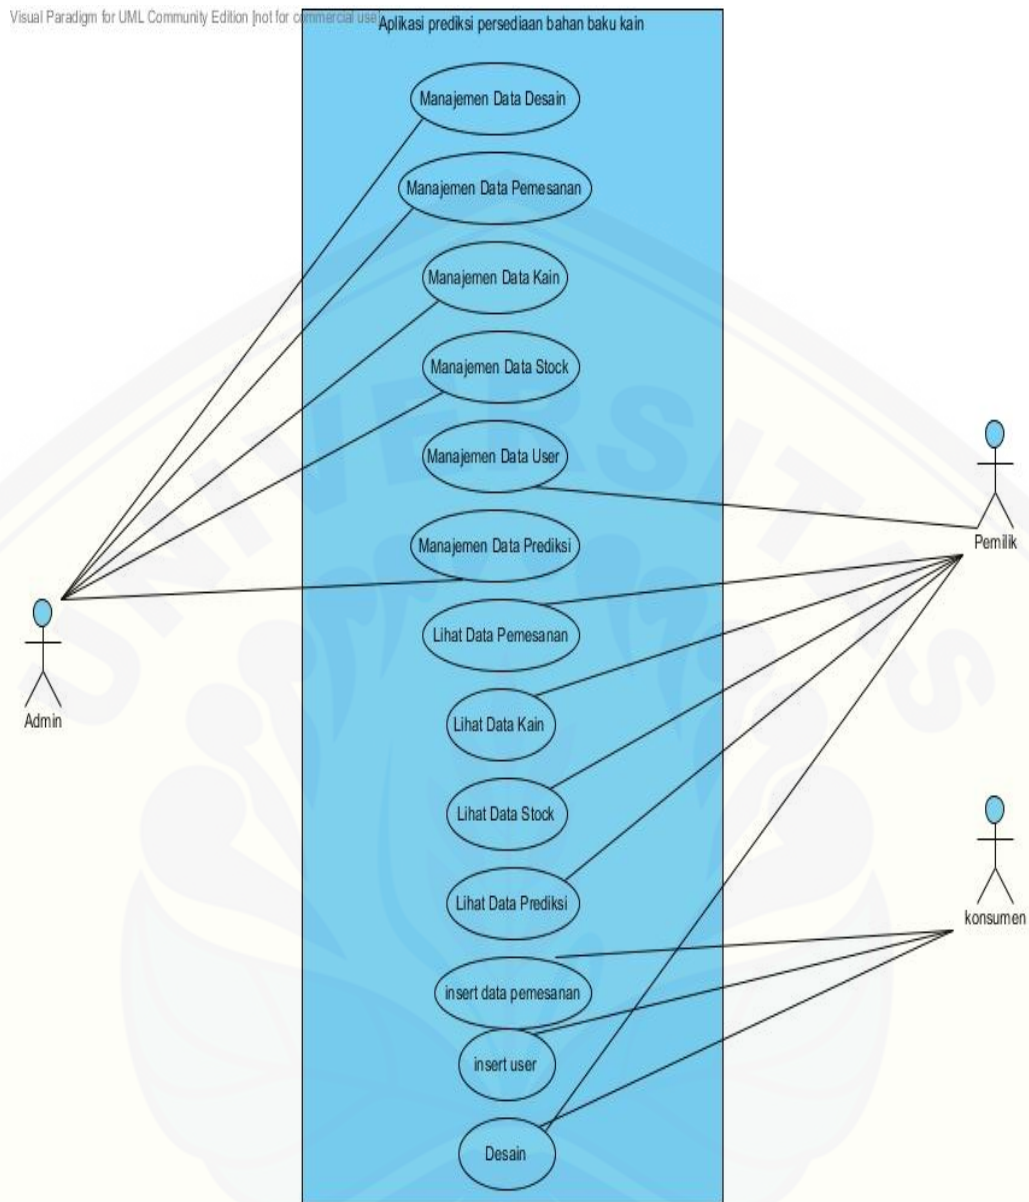 Visual Paradigm for UML Community Edition [not for commercial use]
Aplikasi prediksi persediaan bahan baku kain
Manajemen Data Desain
Manajemen Data Pemesanan
Manajemen Data Kain
Manajemen Data Stock
Manajemen Data User
Pemilik
Manajemen Data Prediksi
Lihat Data Pemesanan
Admin
Lihat Data Kain
Lihat Data Stock
Lihat Data Prediksi
konsumen
insert data pemesanan
insert user
Desain
UNIVERSITAS